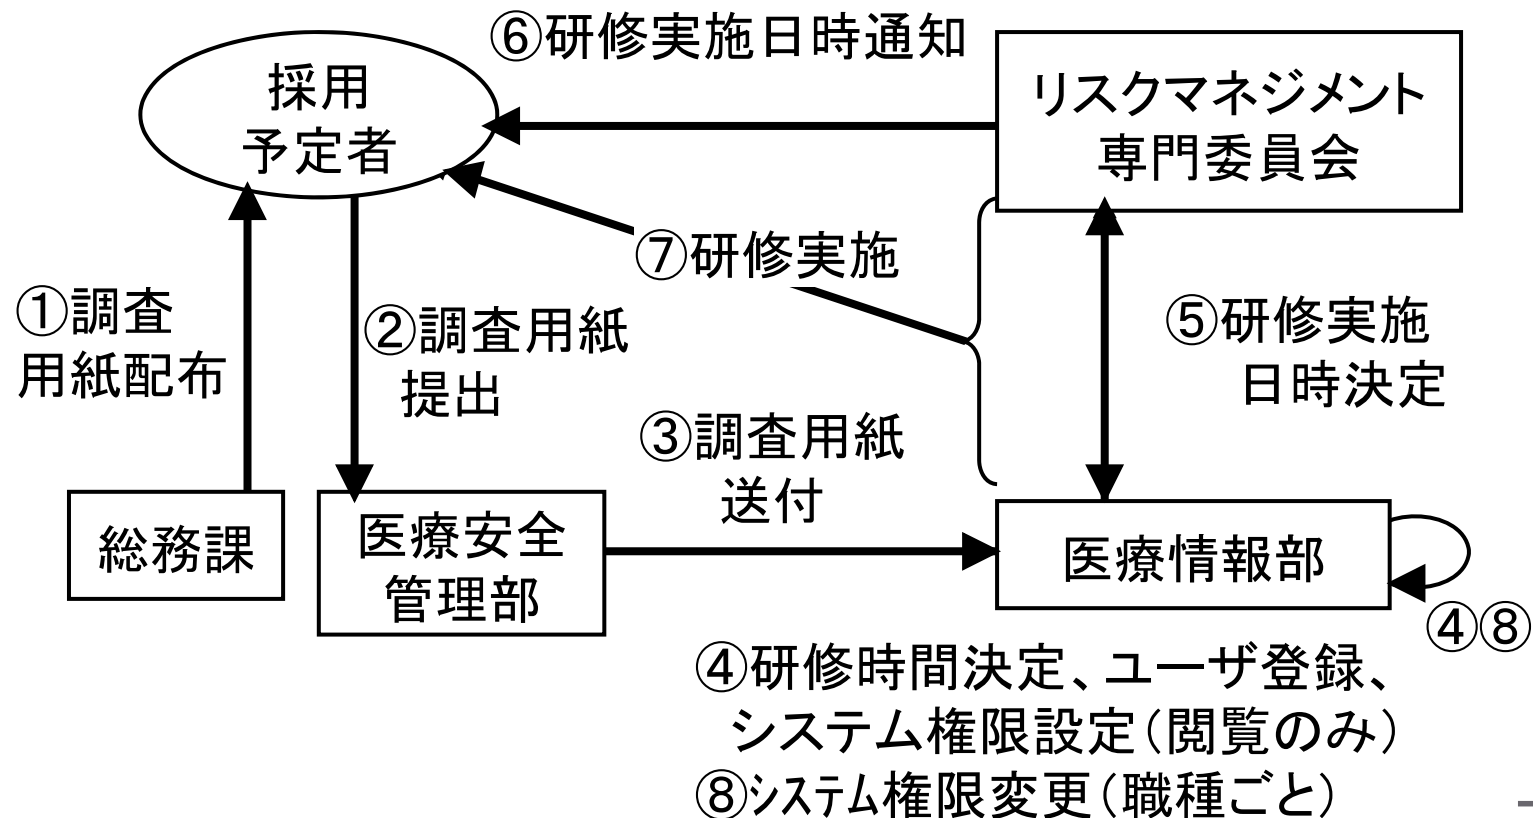 ⑥研修実施日時通知
採用
予定者
リスクマネジメント
専門委員会
⑦研修実施
①調査
用紙配布
②調査用紙
提出
⑤研修実施
日時決定
③調査用紙
送付
総務課
医療安全
管理部
医療情報部
④⑧
④研修時間決定、ユーザ登録、
システム権限設定(閲覧のみ)
⑧システム権限変更(職種ごと)